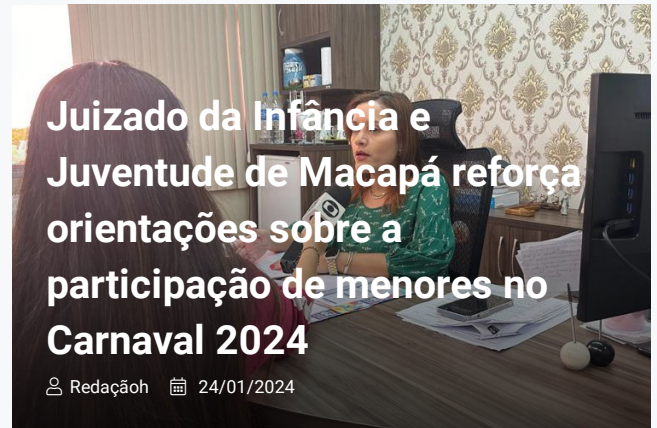 Juizado da Infância e
Juventude de Macapá reforça
orientações sobre a
participação de menores no
Carnaval 2024
Redaçãoh 24/01/2024